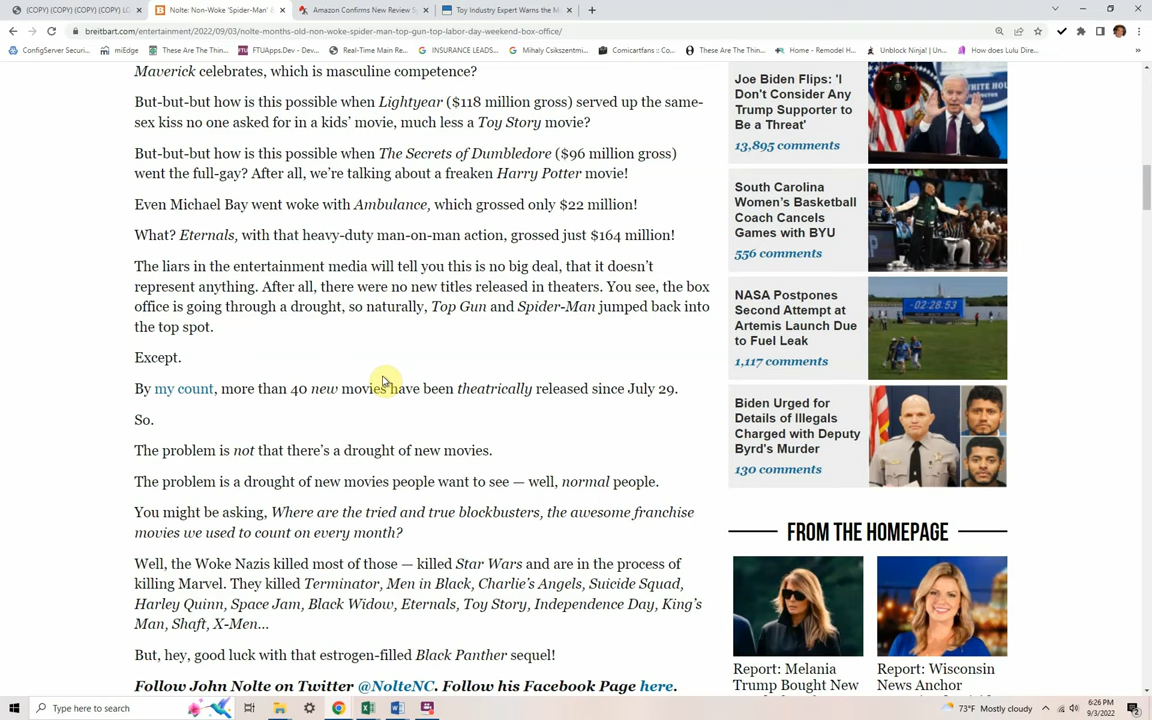 (COPY) (COPY) (COPY) (COPY) L
Nolte: Non-Woke 'Spider-Man' &
Amazon Confirms New Review S
Toy Industry Expert Warns the M
breitbart.com/entertainment/2022/09/03/nolte-months-old-non-woke-spider-man-top-gun-top-labor-day-weekend-box-office/
ConfigServer Securi...
miEdge
These Are The Thin...
FTUApps.Dev - Dev...
Real-Time Main Re...
INSURANCE LEADS...
Mihaly Csikszentmi...
Comicartfans :: Co...
These Are The Thin...
Home - Remodel H...
Unblock Ninja! | Un...
How does Lulu Dire...
Maverick celebrates, which is masculine competence?
But-but-but how is this possible when Lightyear ($118 million gross) served up the same-
sex kiss no one asked for in a kids' movie, much less a Toy Story movie?
But-but-but how is this possible when The Secrets of Dumbledore ($96 million gross)
went the full-gay? After all, we're talking about a freaken Harry Potter movie!
Even Michael Bay went woke with Ambulance, which grossed only $22 million!
What? Eternals, with that heavy-duty man-on-man action, grossed just $164 million!
The liars in the entertainment media will tell you this is no big deal, that it doesn't
represent anything. After all, there were no new titles released in theaters. You see, the box
office is going through a drought, so naturally, Top Gun and Spider-Man jumped back into
the top spot.
Except.
By my count, more than 40 new movies have been theatrically released since July 29.
So.
The problem is not that there's a drought of new movies.
The problem is a drought of new movies people want to see — well, normal people.
You might be asking, Where are the tried and true blockbusters, the awesome franchise
movies we used to count on every month?
Well, the Woke Nazis killed most of those — killed Star Wars and are in the process of
killing Marvel. They killed Terminator, Men in Black, Charlie's Angels, Suicide Squad,
Harley Quinn, Space Jam, Black Widow, Eternals, Toy Story, Independence Day, King's
Man, Shaft, X-Men...
But, hey, good luck with that estrogen-filled Black Panther sequel!
Follow John Nolte on Twitter @NolteNC. Follow his Facebook Page here.
Joe Biden Flips: 'I
Don't Consider Any
Trump Supporter to
Be a Threat'
13,895 comments
South Carolina
Women's Basketball
Coach Cancels
Games with BYU
556 comments
NASA Postpones
Second Attempt at
Artemis Launch Due
to Fuel Leak
1,117 comments
-02:28:53
Biden Urged for
Details of Illegals
Charged with Deputy
Byrd's Murder
130 comments
FROM THE HOMEPAGE
Report: Melania
Trump Bought New
Report: Wisconsin
News Anchor
Type here to search
73°F Mostly cloudy
6:26 PM
9/3/2022